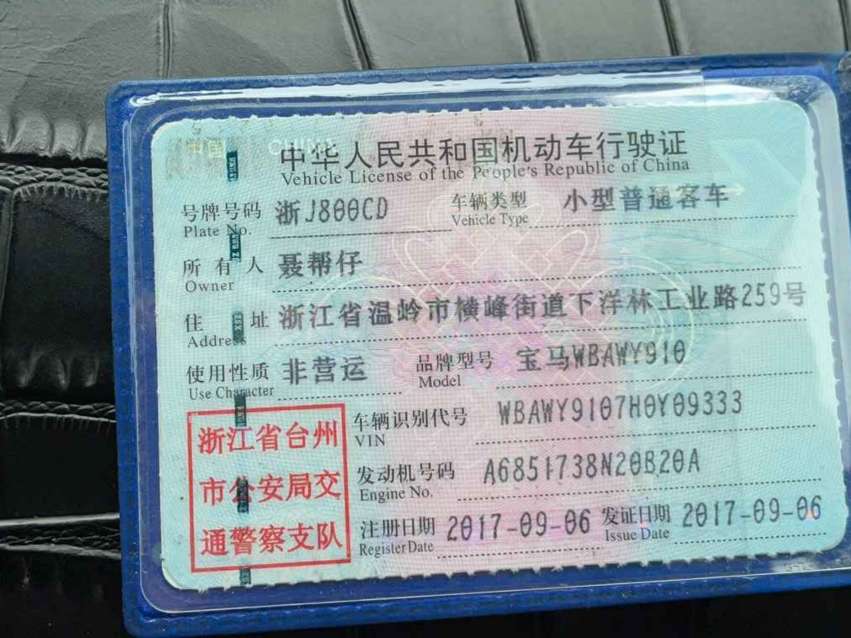 中国 CHINA
中华人民共和国机动车行驶证
Vehicle License of the People's Republic of China
号牌号码 浙J800CD 车辆类型 小型普通客车
Plate No. Vehicle Type
所有人 聂帮仔
Owner
住址 浙江省温岭市横峰街道下洋林工业路259号
Address
使用性质 非营运 品牌型号 宝马WBAWY910
Use Character Model
浙江省台州 车辆识别代号 WBAWY9107H0Y09333
VIN
市公安局交 发动机号码 A6851738N20B20A
Engine No.
通警察支队 注册日期 2017-09-06 发证日期 2017-09-06
Register Date Issue Date